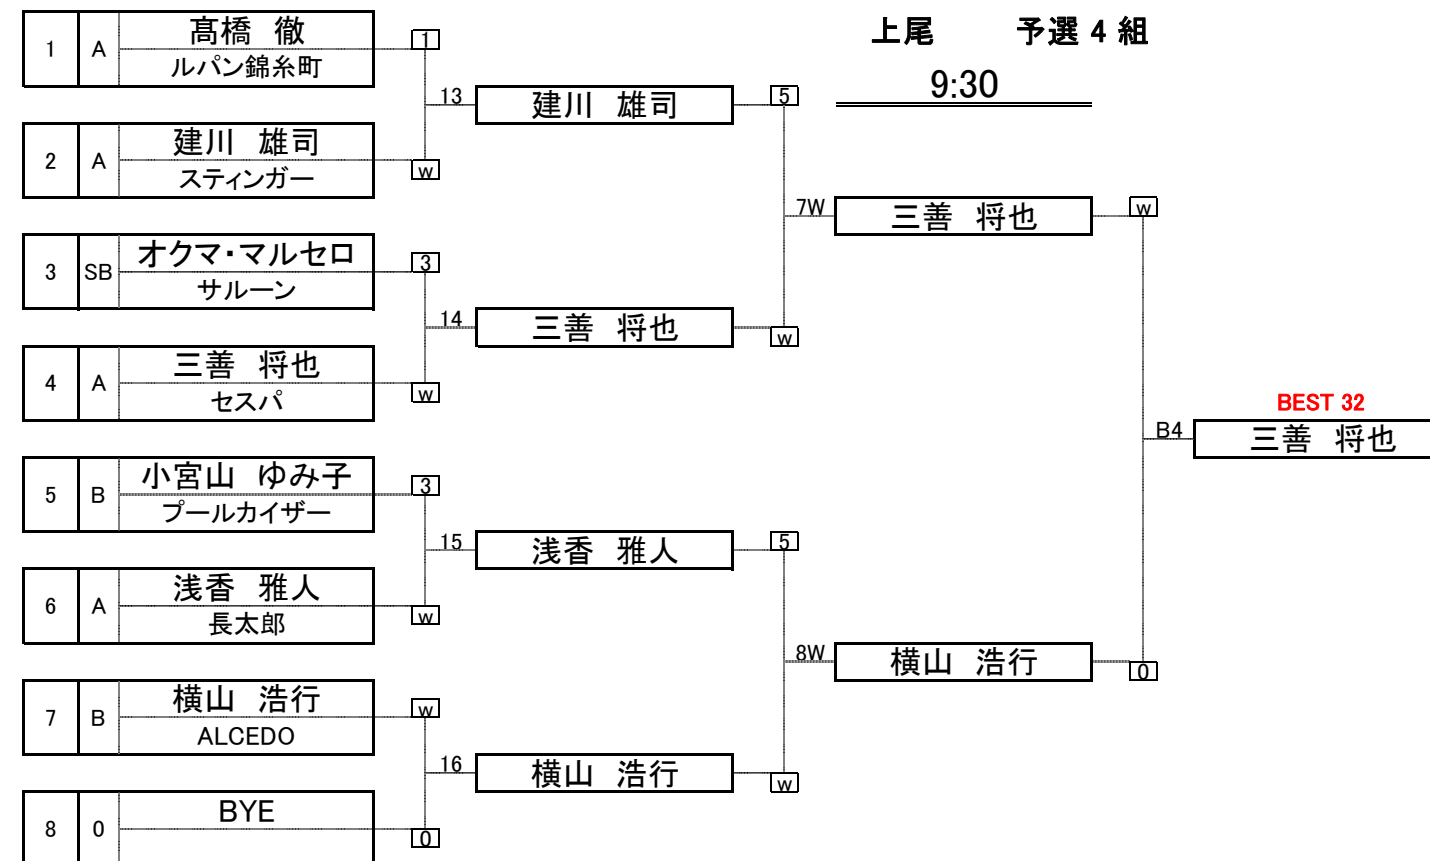 上尾 予選 4 組
9:30
1 A 髙橋 徹 1
ルパン錦糸町
13 建川 雄司 5
2 A 建川 雄司 w
スティンガー
7W 三善 将也 w
3 SB オクマ・マルセロ 3
サルーン
14 三善 将也 w
4 A 三善 将也 w
セスパ
BEST 32
B4 三善 将也
5 B 小宮山 ゆみ子 3
プールカイザー
15 浅香 雅人 5
6 A 浅香 雅人 w
長太郎
8W 横山 浩行 0
7 B 横山 浩行 w
ALCEDO
16 横山 浩行 w
8 0 BYE 0